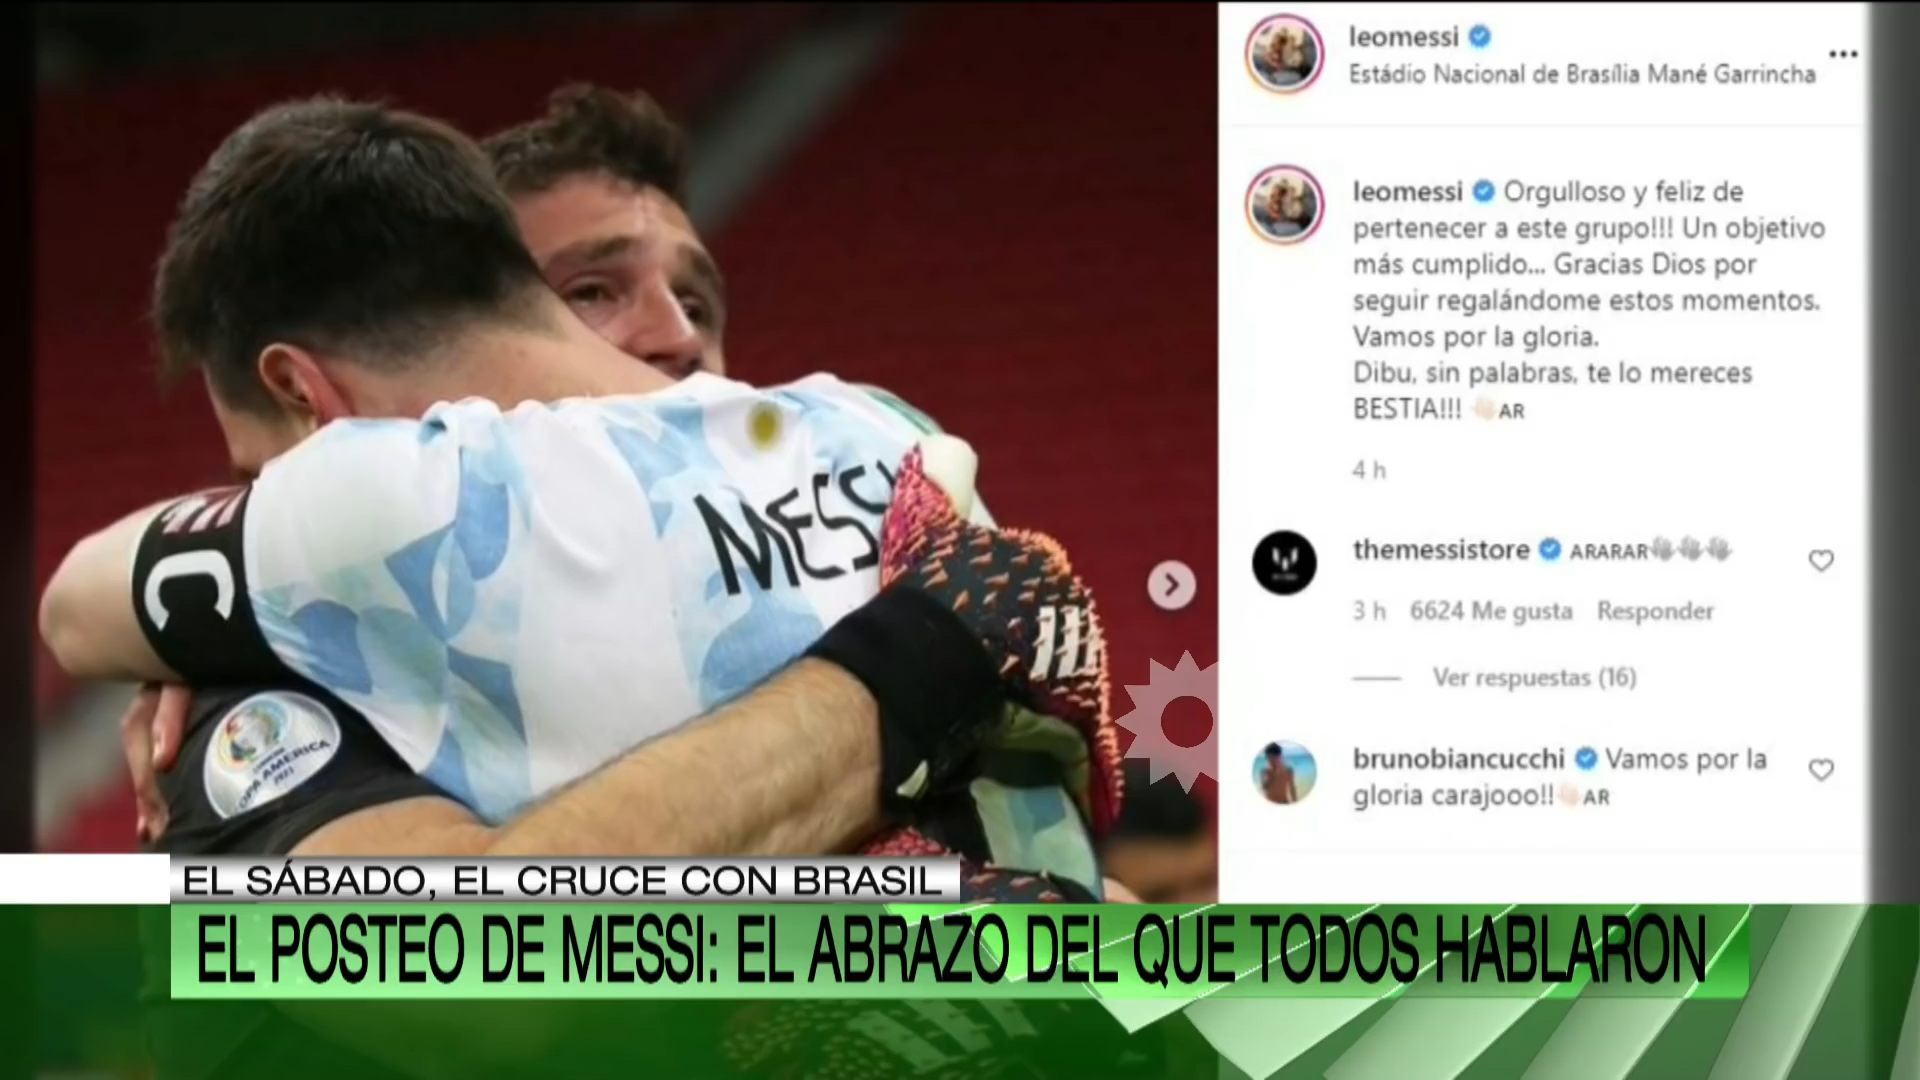 leomessi
Estádio Nacional de Brasília Mané Garrincha
leomessi Orgulloso y feliz de
pertenecer a este grupo!!! Un objetivo
más cumplido... Gracias Dios por
seguir regalándome estos momentos.
Vamos por la gloria.
Dibu, sin palabras, te lo mereces
BESTIA!!! 👏🏻AR
4 h
themessistore ARARAR👏👏👏
3 h 6624 Me gusta Responder
Ver respuestas (16)
brunobiancucchi Vamos por la
gloria carajooo!!👏🏻AR
MESSI
C
COPA AMERICA
2021
EL SÁBADO, EL CRUCE CON BRASIL
EL POSTEO DE MESSI: EL ABRAZO DEL QUE TODOS HABLARON